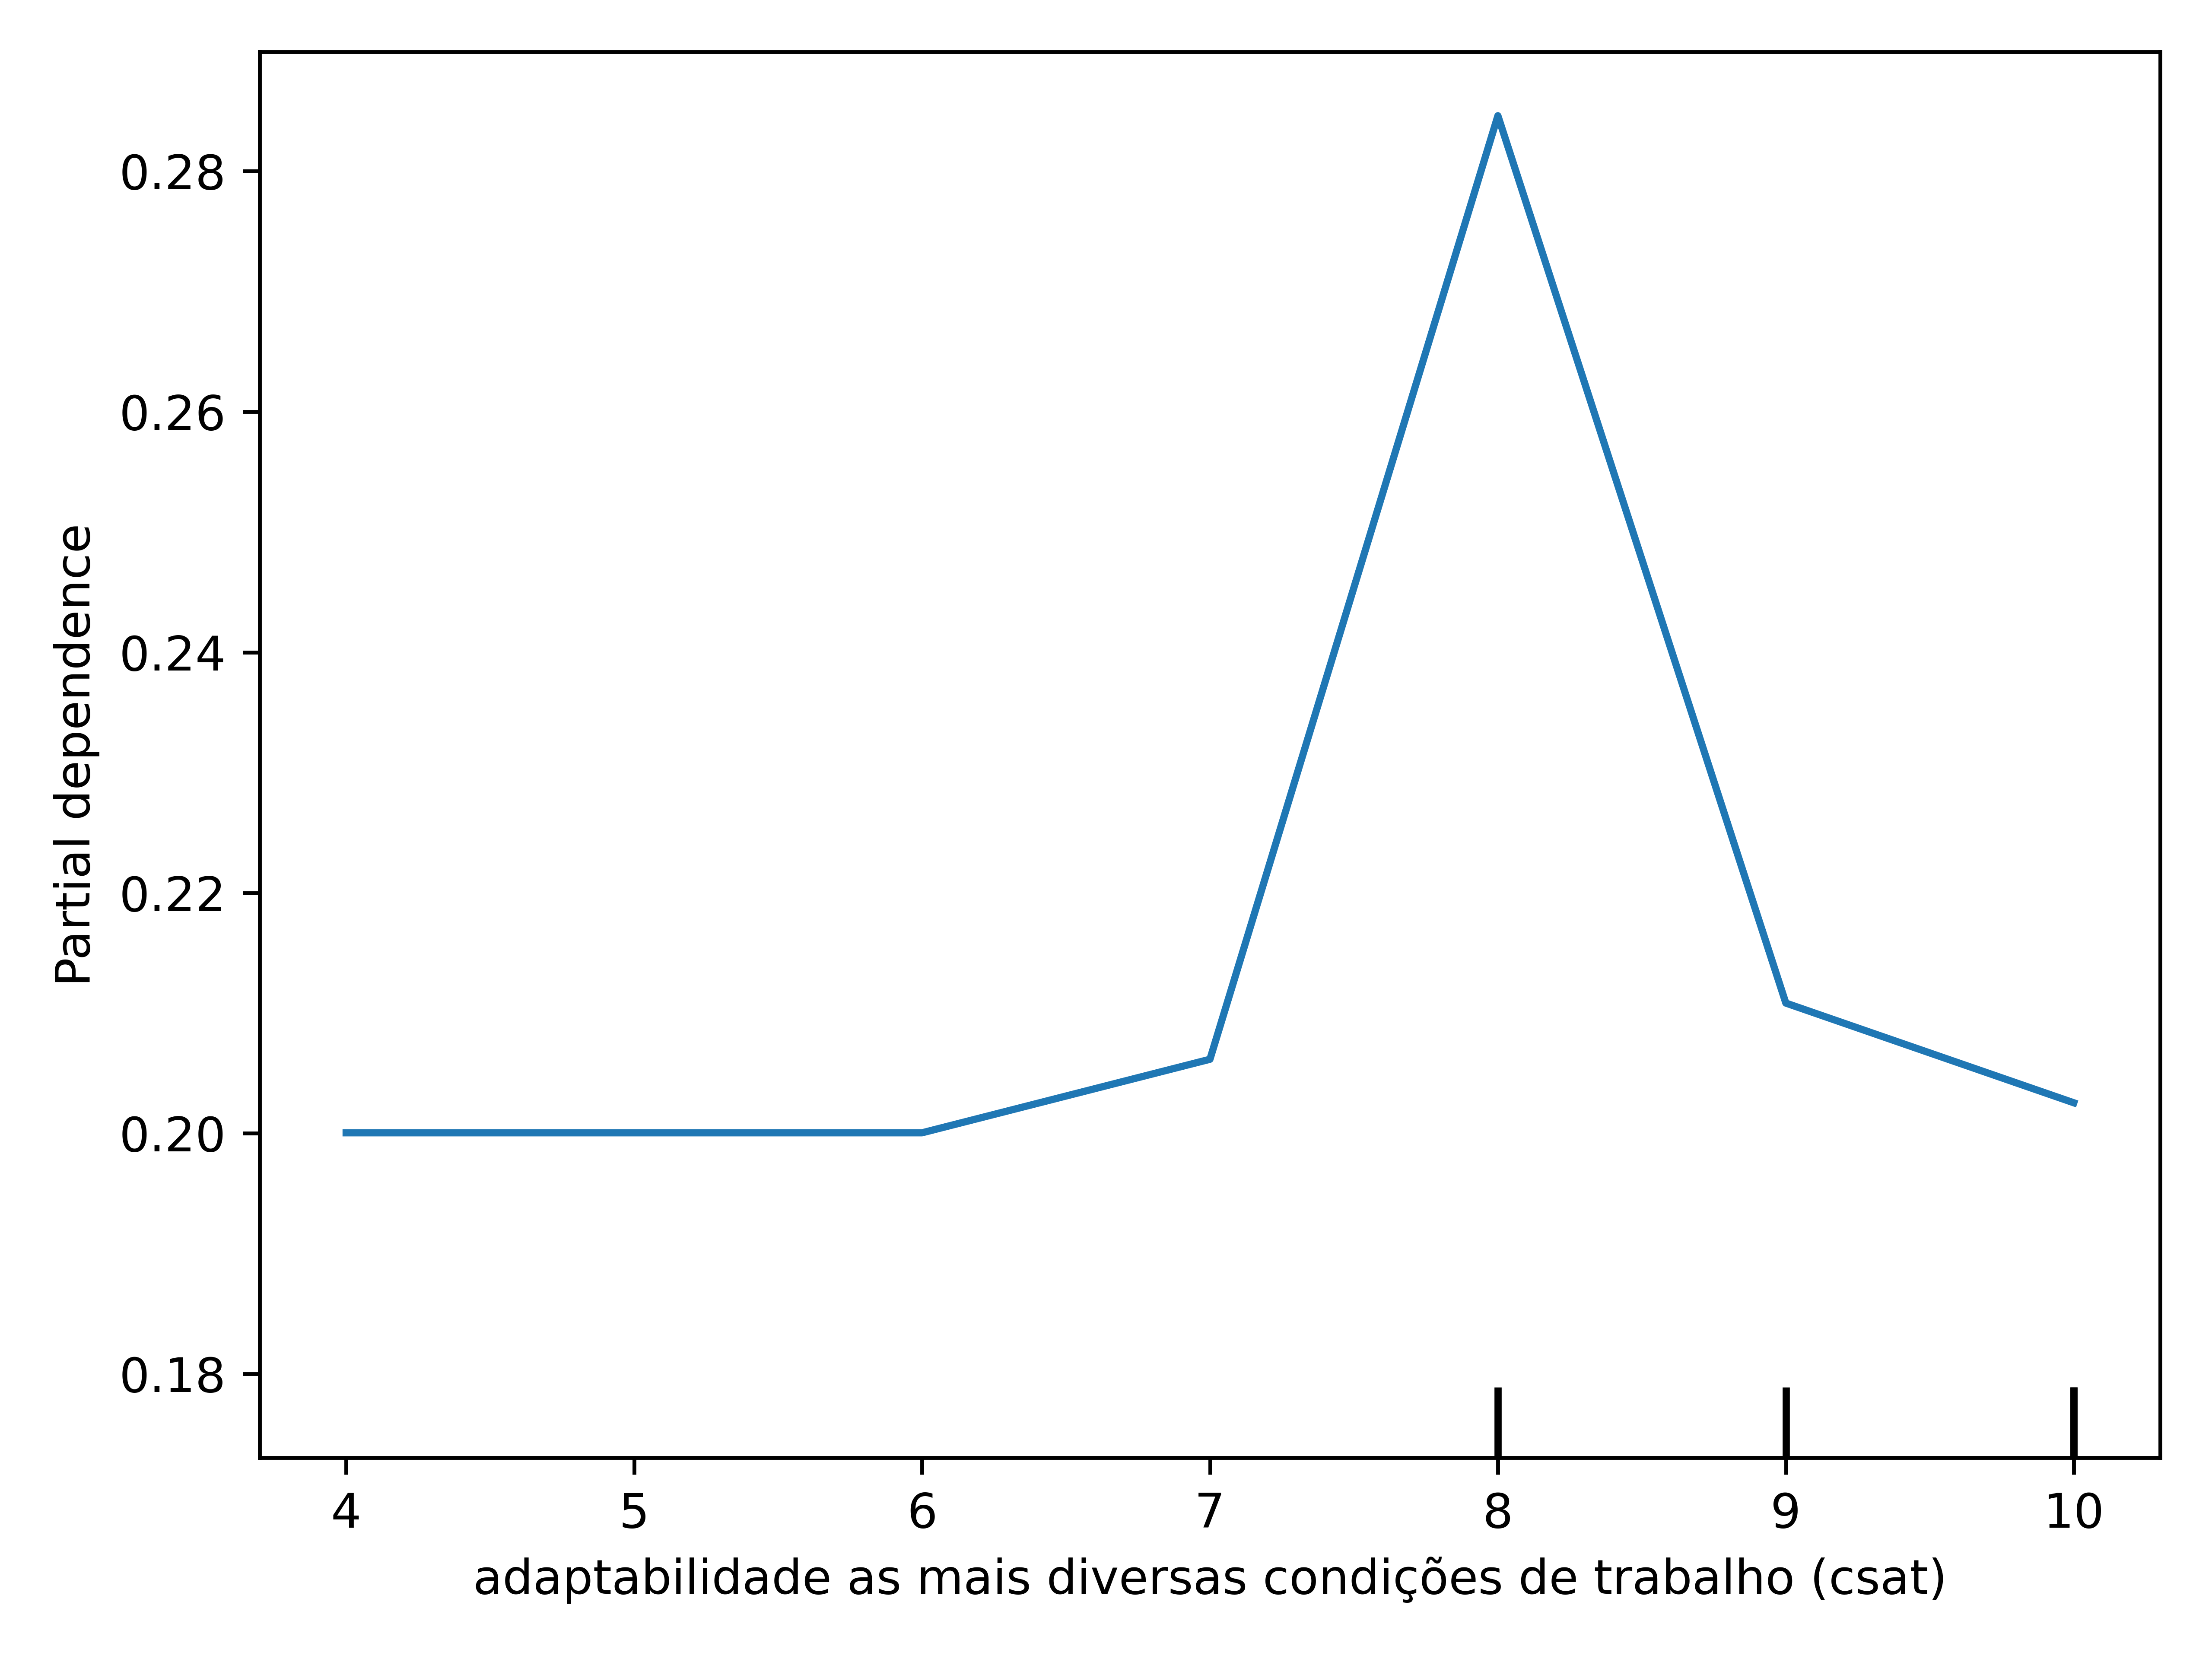 Partial dependence
0.28
0.26
0.24
0.22
0.20
0.18
4 5 6 7 8 9 10
adaptabilidade as mais diversas condições de trabalho (csat)